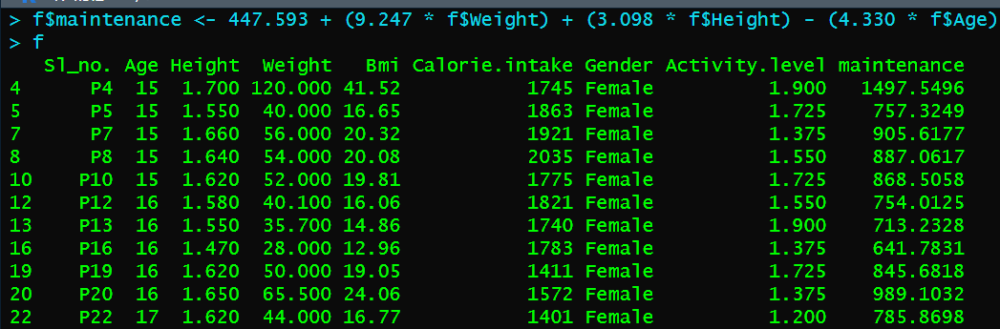 > f$maintenance <- 447.593 + (9.247 * f$Weight) + (3.098 * f$Height) - (4.330 * f$Age)
> f
Sl_no. Age Height Weight Bmi Calorie.intake Gender Activity.level maintenance
4 P4 15 1.700 120.000 41.52 1745 Female 1.900 1497.5496
5 P5 15 1.550 40.000 16.65 1863 Female 1.725 757.3249
7 P7 15 1.660 56.000 20.32 1921 Female 1.375 905.6177
8 P8 15 1.640 54.000 20.08 2035 Female 1.550 887.0617
10 P10 15 1.620 52.000 19.81 1775 Female 1.725 868.5058
12 P12 16 1.580 40.100 16.06 1821 Female 1.550 754.0125
13 P13 16 1.550 35.700 14.86 1740 Female 1.900 713.2328
16 P16 16 1.470 28.000 12.96 1783 Female 1.375 641.7831
19 P19 16 1.620 50.000 19.05 1411 Female 1.725 845.6818
20 P20 16 1.650 65.500 24.06 1572 Female 1.375 989.1032
22 P22 17 1.620 44.000 16.77 1401 Female 1.200 785.8698